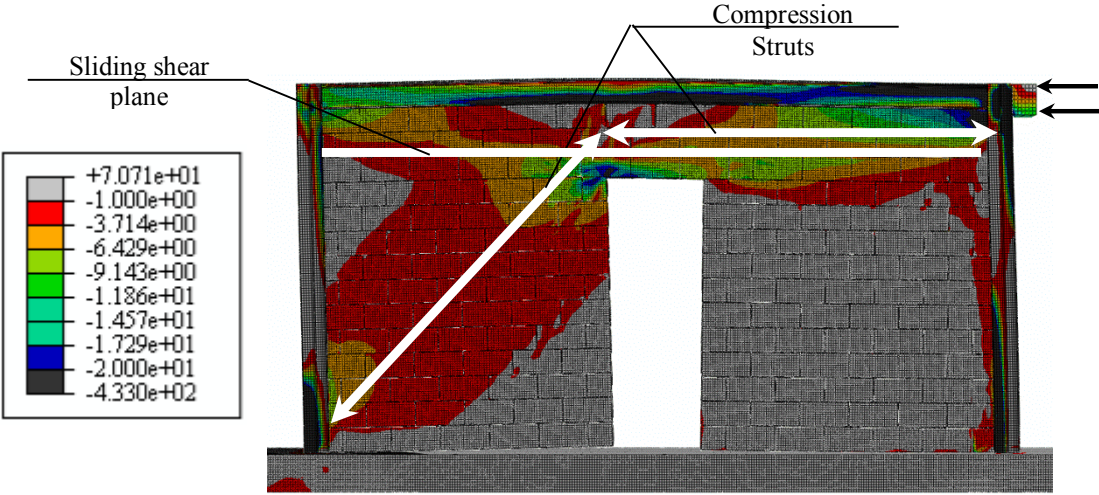 Compression
Struts
Sliding shear
plane
+7.071e+01
-1.000e+00
-3.714e+00
-6.429e+00
-9.143e+00
-1.186e+01
-1.457e+01
-1.729e+01
-2.000e+01
-4.330e+02